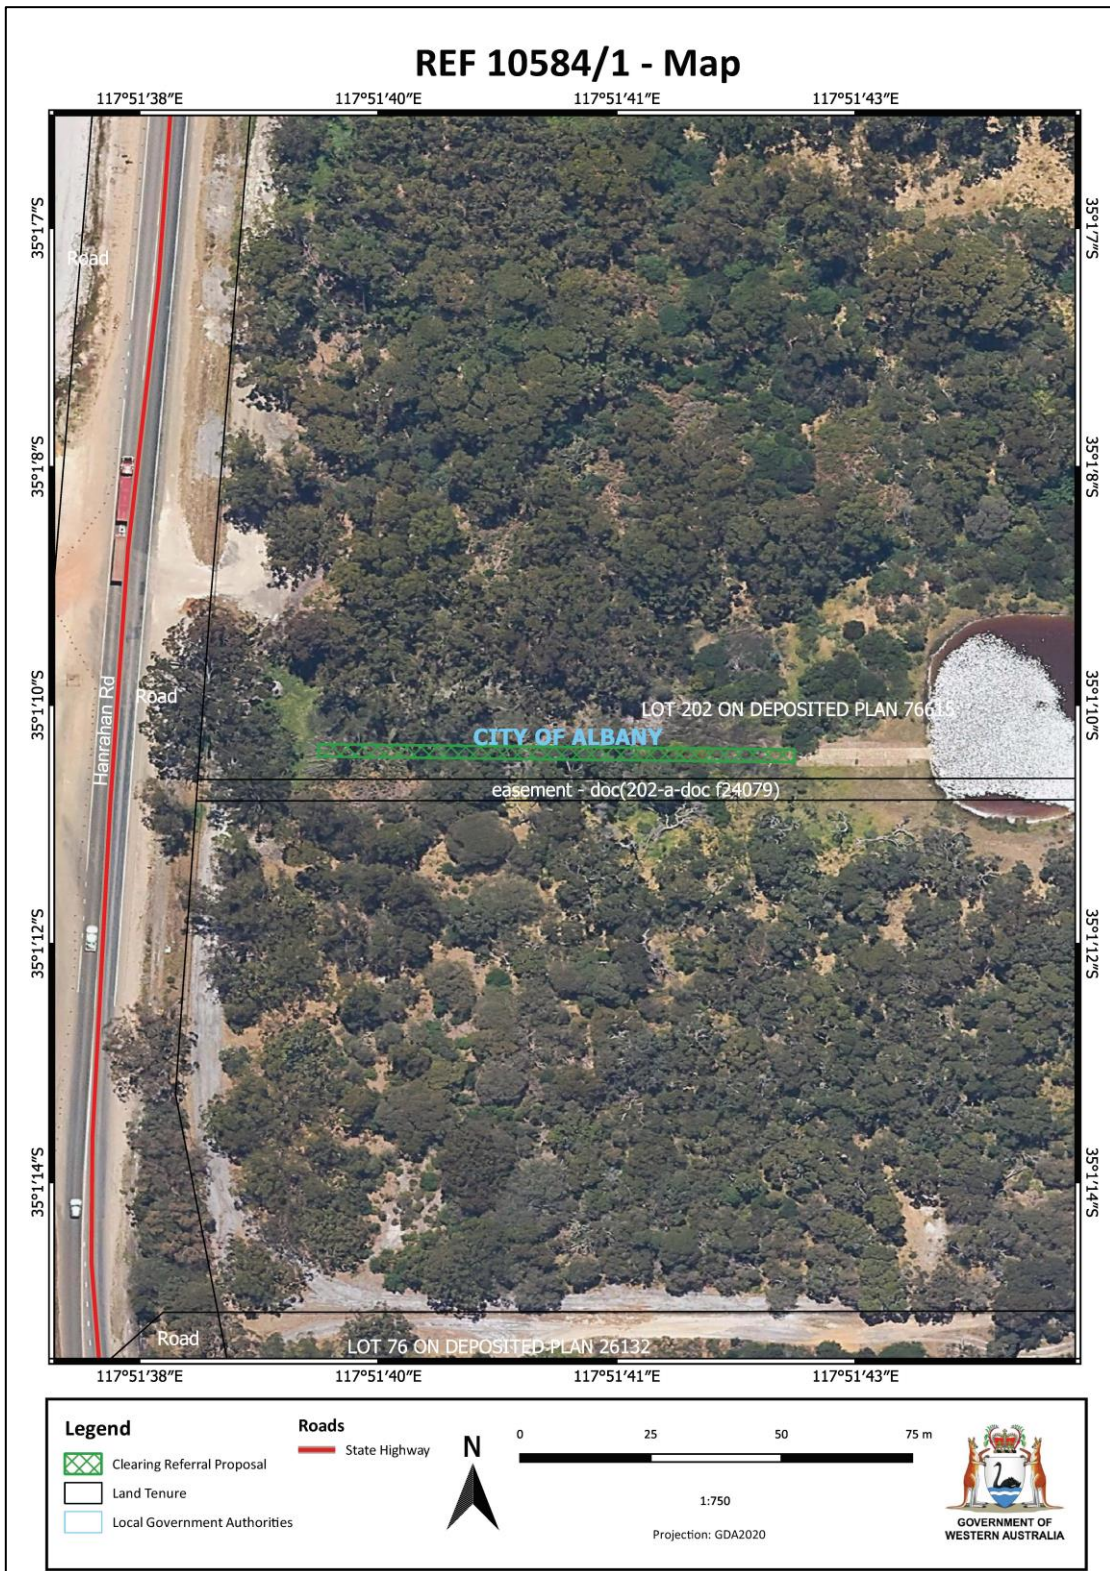 REF 10584/1 - Map
117°51'38"E 117°51'40"E 117°51'41"E 117°51'43"E
35°1'7"S
35°1'7"S
Road
35°1'8"S
35°1'8"S
35°1'10"S
35°1'10"S
Hanrahan Rd
Road
LOT 202 ON DEPOSITED PLAN 76615
CITY OF ALBANY
easement - doc(202-a-doc f24079)
35°1'12"S
35°1'12"S
35°1'14"S
35°1'14"S
Road
LOT 76 ON DEPOSITED PLAN 26132
117°51'38"E 117°51'40"E 117°51'41"E 117°51'43"E
Legend
Clearing Referral Proposal
Land Tenure
Local Government Authorities
Roads
State Highway
N
0 25 50 75 m
1:750
Projection: GDA2020
GOVERNMENT OF
WESTERN AUSTRALIA